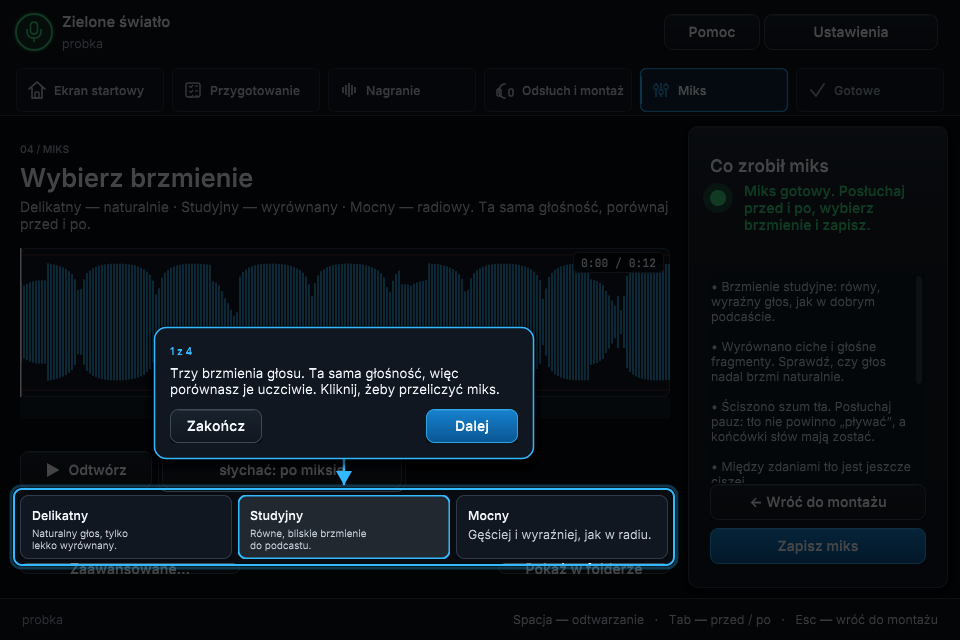 Zielone światło
probka
Pomoc
Ustawienia
Ekran startowy
Przygotowanie
Nagranie
Odsłuch i montaż
Miks
Gotowe
04 / MIKS
Wybierz brzmienie
Delikatny — naturalnie · Studyjny — wyrównany · Mocny — radiowy. Ta sama głośność, porównaj
przed i po.
0:00 / 0:12
1 z 4
Trzy brzmienia głosu. Ta sama głośność, więc
porównasz je uczciwie. Kliknij, żeby przeliczyć miks.
Zakończ
Dalej
Odtwórz
słychać: po miksie
Delikatny
Naturalny głos, tylko
lekko wyrównany.
Studyjny
Równe, bliskie brzmienie
do podcastu.
Mocny
Gęściej i wyraźniej, jak w radiu.
Zaawansowane...
Pokaż w folderze
Co zrobił miks
Miks gotowy. Posłuchaj
przed i po, wybierz
brzmienie i zapisz.
• Brzmienie studyjne: równy,
wyraźny głos, jak w dobrym
podcaście.
• Wyrównano ciche i głośne
fragmenty. Sprawdź, czy głos
nadal brzmi naturalnie.
• Ściszono szum tła. Posłuchaj
pauz: tło nie powinno „pływać”, a
końcówki słów mają zostać.
• Między zdaniami tło jest jeszcze
ciszej
← Wróć do montażu
Zapisz miks
probka
Spacja — odtwarzanie · Tab — przed / po · Esc — wróć do montażu